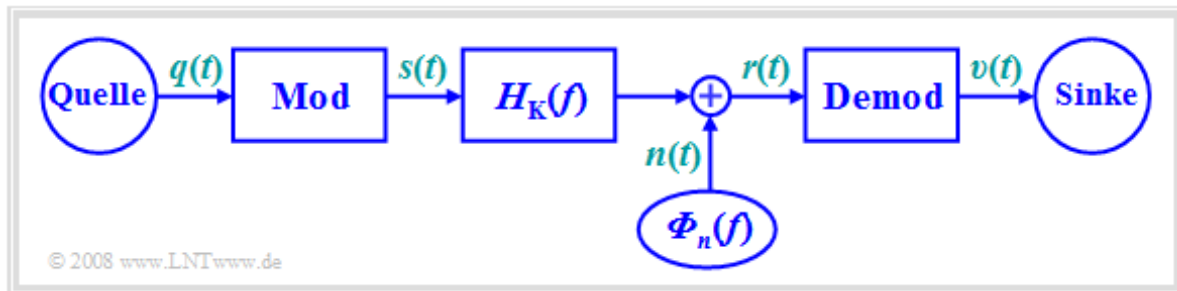 q(t) s(t) r(t) υ(t)
Quelle Mod H_K(f) + Demod Sinke
n(t)
Φ_n(f)
© 2008 www.LNTwww.de